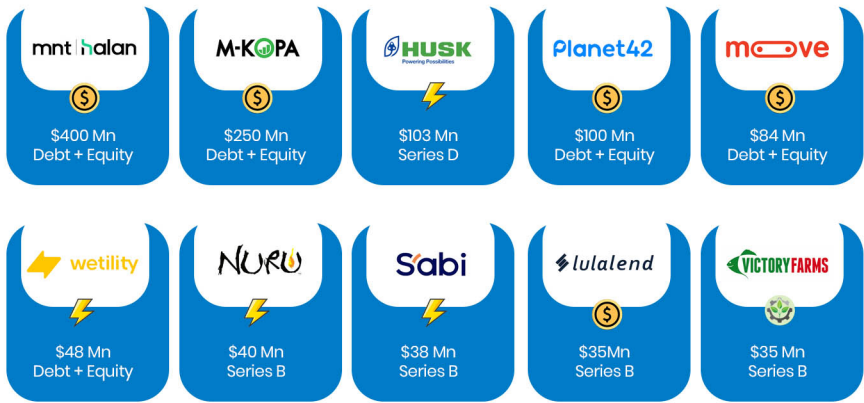 mnt halan
M-KOPA
HUSK
Powering Possibilities
Planet42
moove
$400 Mn
Debt + Equity
$250 Mn
Debt + Equity
$103 Mn
Series D
$100 Mn
Debt + Equity
$84 Mn
Debt + Equity
wetility
NURU
Sabi
lulalend
VICTORY FARMS
$48 Mn
Debt + Equity
$40 Mn
Series B
$38 Mn
Series B
$35Mn
Series B
$35 Mn
Series B